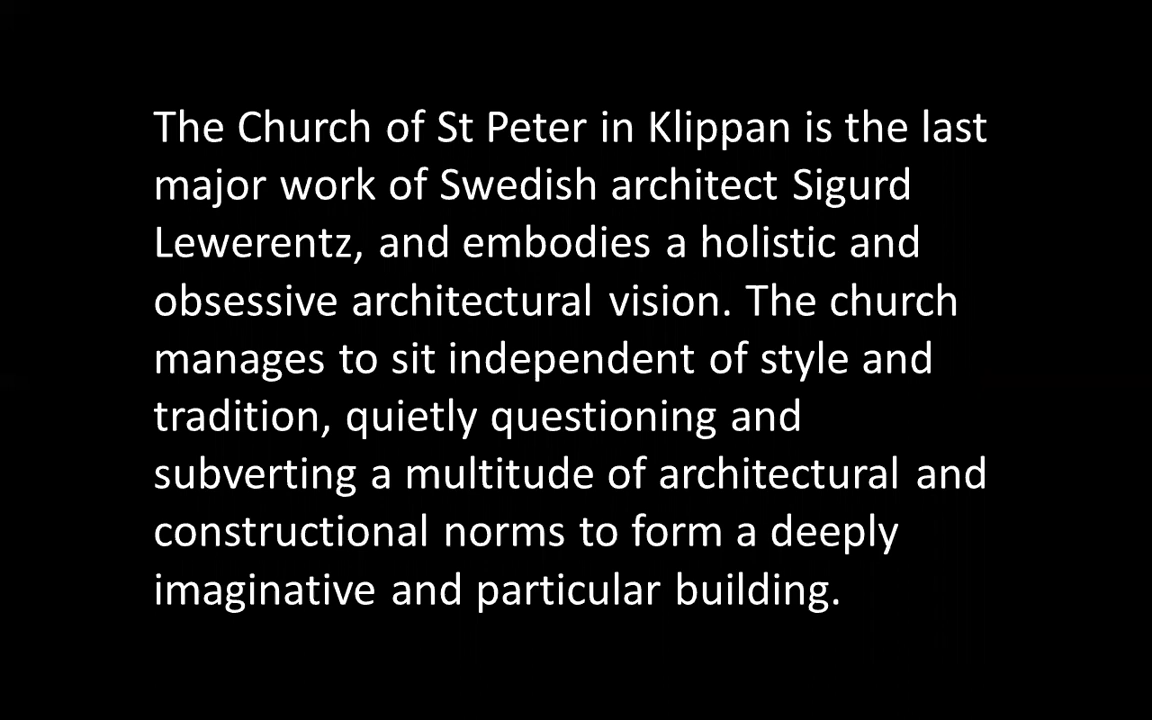 The Church of St Peter in Klippan is the last
major work of Swedish architect Sigurd
Lewerentz, and embodies a holistic and
obsessive architectural vision. The church
manages to sit independent of style and
tradition, quietly questioning and
subverting a multitude of architectural and
constructional norms to form a deeply
imaginative and particular building.